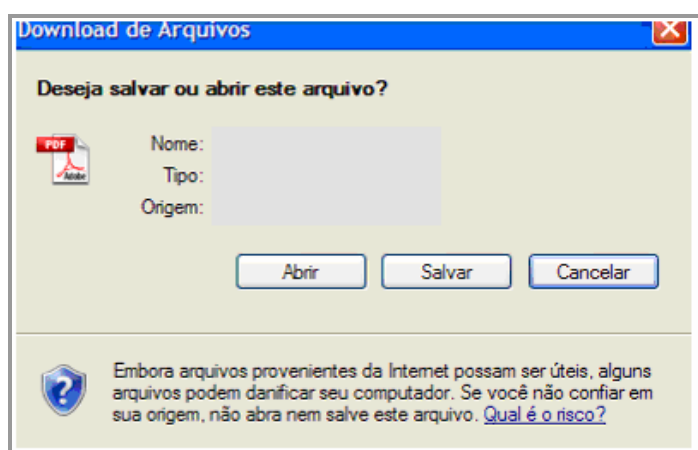 Download de Arquivos
Deseja salvar ou abrir este arquivo?
PDF
Adobe
Nome:
Tipo:
Origem:
Abrir Salvar Cancelar
Embora arquivos provenientes da Internet possam ser úteis, alguns
arquivos podem danificar seu computador. Se você não confiar em
sua origem, não abra nem salve este arquivo. Qual é o risco?